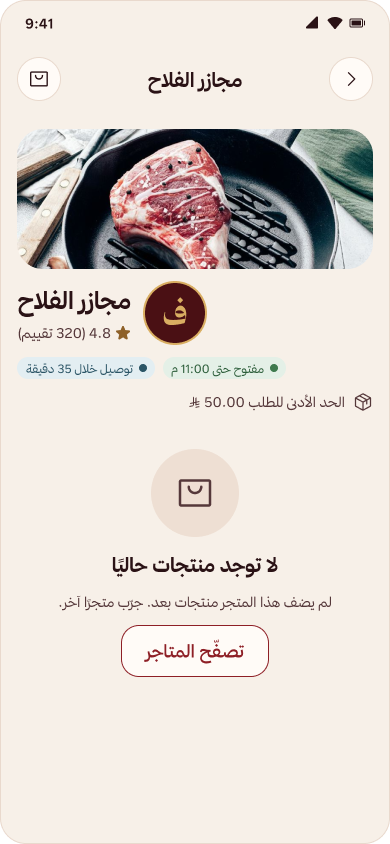 9:41
مجازر الفلاح
ف
مجازر الفلاح
4.8 (320 تقييم)
مفتوح حتى 11:00 م
توصيل خلال 35 دقيقة
الحد الأدنى للطلب 50.00 ⃁
لا توجد منتجات حاليًا
لم يضف هذا المتجر منتجات بعد. جرّب متجرًا آخر.
تصفّح المتاجر